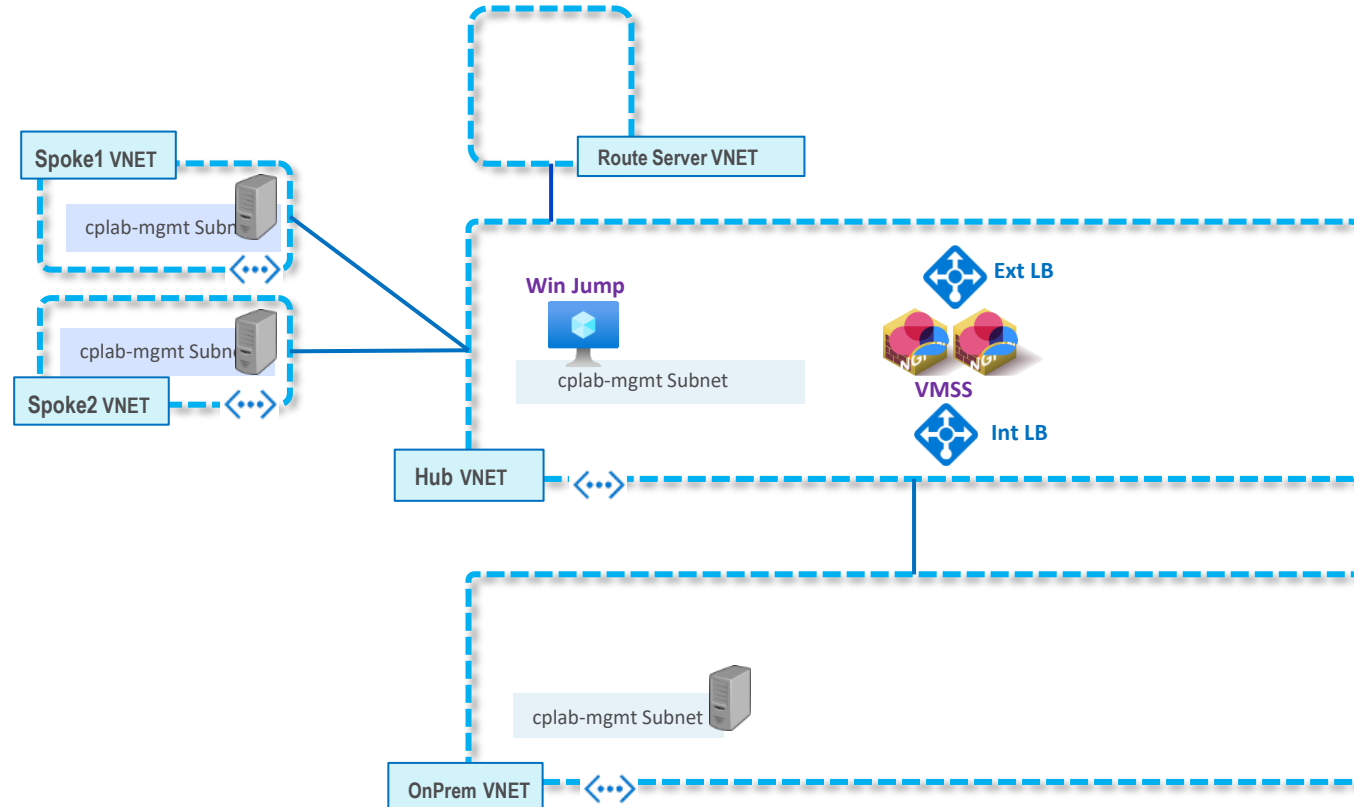 Route Server VNET
Spoke1 VNET
cplab-mgmt Subn
cplab-mgmt Subne
Spoke2 VNET
Win Jump
cplab-mgmt Subnet
Ext LB
VMSS
Int LB
Hub VNET
cplab-mgmt Subnet
OnPrem VNET